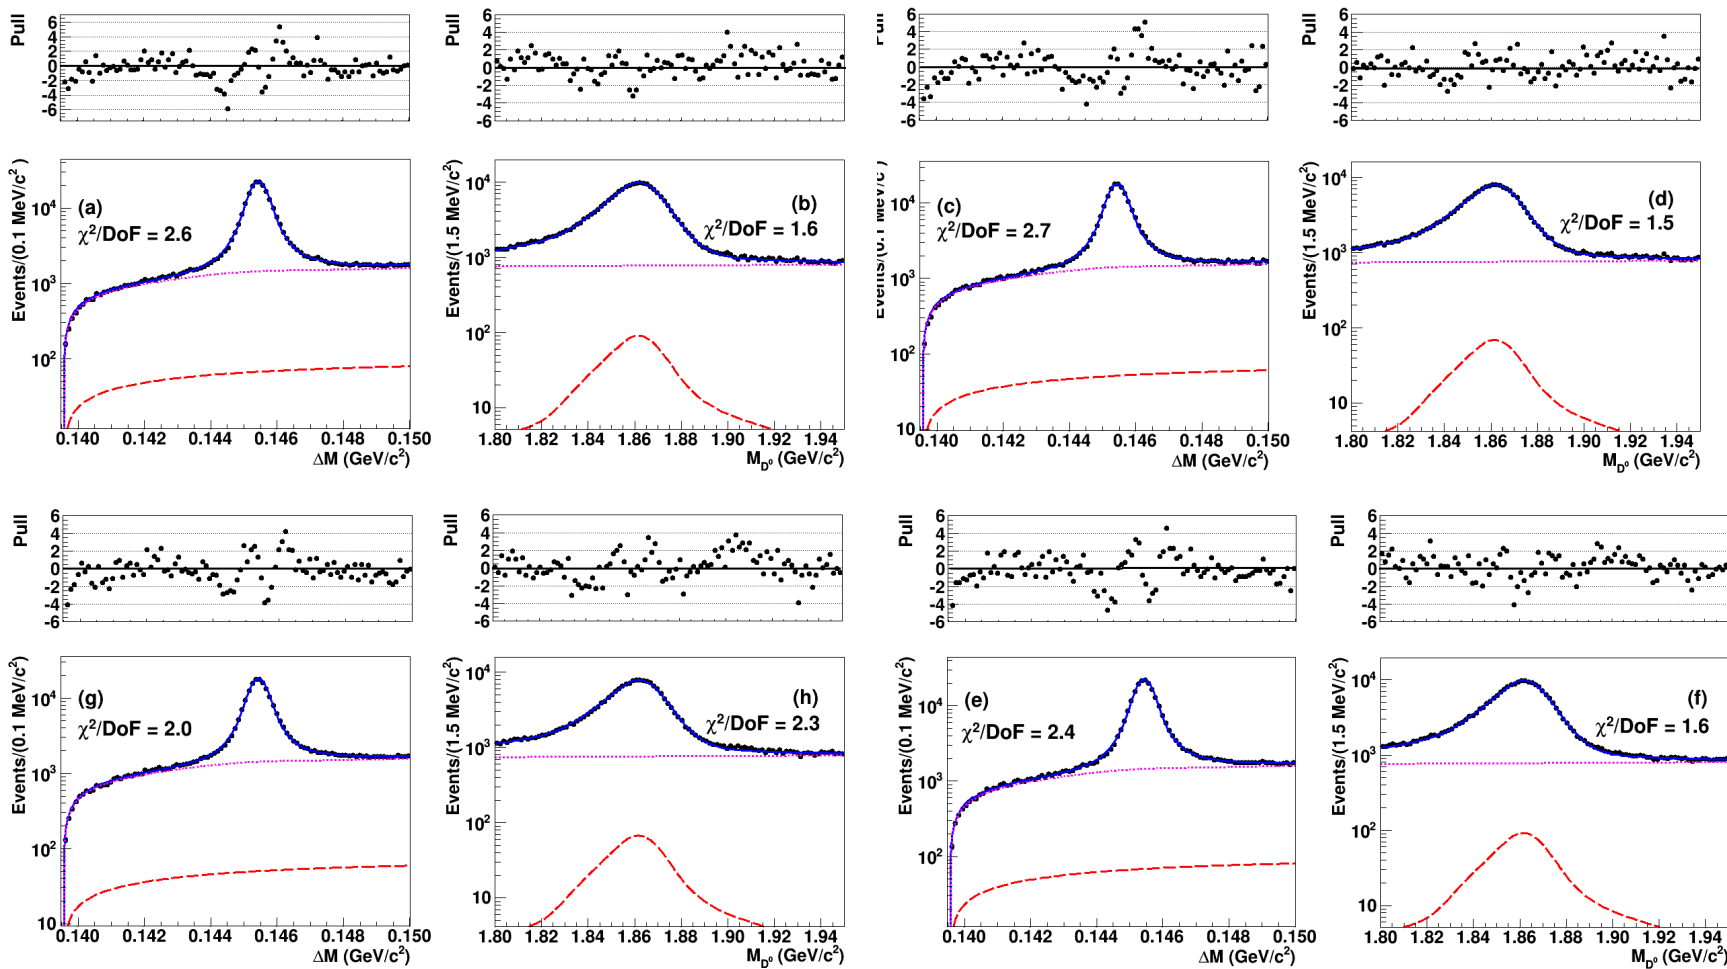 Pull
6
4
2
0
-2
-4
-6
Pull
6
4
2
0
-2
-4
-6
Pull
6
4
2
0
-2
-4
-6
Pull
6
4
2
0
-2
-4
-6
Events/(0.1 MeV/c²)
10⁴
10³
10²
(a)
χ²/DoF = 2.6
0.140 0.142 0.144 0.146 0.148 0.150
ΔM (GeV/c²)
Events/(1.5 MeV/c²)
10⁴
10³
10²
10
(b)
χ²/DoF = 1.6
1.80 1.82 1.84 1.86 1.88 1.90 1.92 1.94
M_D⁰ (GeV/c²)
Events/(0.1 MeV/c²)
10⁴
10³
10²
10
(c)
χ²/DoF = 2.7
0.140 0.142 0.144 0.146 0.148 0.150
ΔM (GeV/c²)
Events/(1.5 MeV/c²)
10⁴
10³
10²
10
(d)
χ²/DoF = 1.5
1.80 1.82 1.84 1.86 1.88 1.90 1.92 1.94
M_D⁰ (GeV/c²)
Pull
6
4
2
0
-2
-4
-6
Pull
6
4
2
0
-2
-4
-6
Pull
6
4
2
0
-2
-4
-6
Pull
6
4
2
0
-2
-4
-6
Events/(0.1 MeV/c²)
10⁴
10³
10²
10
(g)
χ²/DoF = 2.0
0.140 0.142 0.144 0.146 0.148 0.150
ΔM (GeV/c²)
Events/(1.5 MeV/c²)
10⁴
10³
10²
10
(h)
χ²/DoF = 2.3
1.80 1.82 1.84 1.86 1.88 1.90 1.92 1.94
M_D⁰ (GeV/c²)
Events/(0.1 MeV/c²)
10⁴
10³
10²
(e)
χ²/DoF = 2.4
0.140 0.142 0.144 0.146 0.148 0.150
ΔM (GeV/c²)
Events/(1.5 MeV/c²)
10⁴
10³
10²
10
(f)
χ²/DoF = 1.6
1.80 1.82 1.84 1.86 1.88 1.90 1.92 1.94
M_D⁰ (GeV/c²)